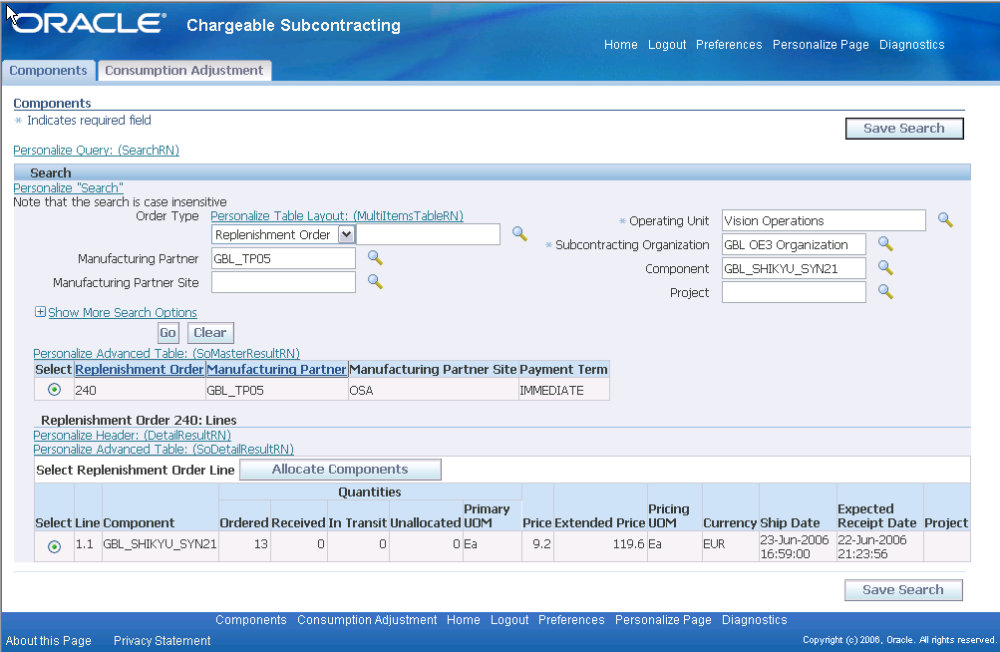 ORACLE® Chargeable Subcontracting
Home Logout Preferences Personalize Page Diagnostics
Components Consumption Adjustment
Components
* Indicates required field
Save Search
Personalize Query: (SearchRN)
Search
Personalize "Search"
Note that the search is case insensitive
Order Type Personalize Table Layout: (MultiItemsTableRN)
Replenishment Order
* Operating Unit Vision Operations
* Subcontracting Organization GBL OE3 Organization
Manufacturing Partner GBL_TP05
Component GBL_SHIKYU_SYN21
Manufacturing Partner Site
Project
Show More Search Options
Go Clear
Personalize Advanced Table: (SoMasterResultRN)
Select Replenishment Order Manufacturing Partner Manufacturing Partner Site Payment Term
240 GBL_TP05 OSA IMMEDIATE
Replenishment Order 240: Lines
Personalize Header: (DetailResultRN)
Personalize Advanced Table: (SoDetailResultRN)
Select Replenishment Order Line Allocate Components
Quantities
Select Line Component Ordered Received In Transit Unallocated Primary UOM Price Extended Price Pricing UOM Currency Ship Date Expected Receipt Date Project
1.1 GBL_SHIKYU_SYN21 13 0 0 0 Ea 9.2 119.6 Ea EUR 23-Jun-2006 16:59:00 22-Jun-2006 21:23:56
Save Search
Components Consumption Adjustment Home Logout Preferences Personalize Page Diagnostics
About this Page Privacy Statement
Copyright (c) 2006, Oracle. All rights reserved.